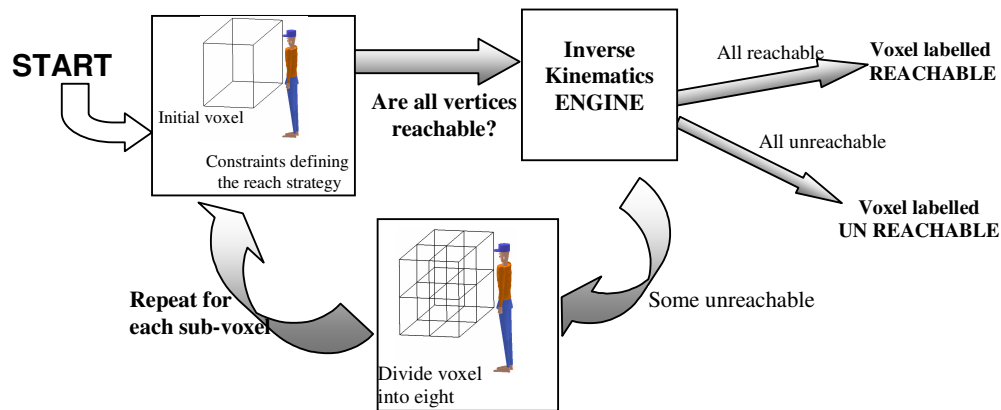 START
Initial voxel
Constraints defining
the reach strategy
Are all vertices
reachable?
Inverse
Kinematics
ENGINE
All reachable
Voxel labelled
REACHABLE
All unreachable
Voxel labelled
UN REACHABLE
Some unreachable
Divide voxel
into eight
Repeat for
each sub-voxel